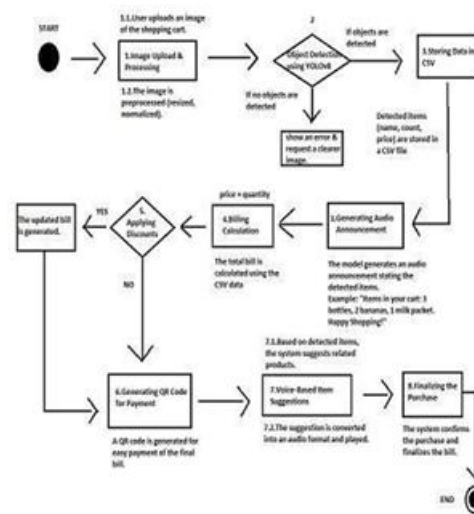 START
1.1.User uploads an image
of the shopping cart.
1.Image Upload &
Processing
1.2.The image is
preprocessed (resized,
normalized).
2
Object Detection
using YOLOv8
If objects are
detected
If no objects are
detected
show an error &
request a clearer
image.
3.Storing Data in
CSV
Detected items
(name, count,
price) are stored in
a CSV file
3.Generating Audio
Announcement
The model generates an audio
announcement stating the
detected items.
Example: "Items in your cart: 3
bottles, 2 bananas, 1 milk packet.
Happy Shopping!"
price × quantity
4.Billing
Calculation
The total bill is
calculated using the
CSV data
5.
Applying
Discounts
YES
NO
The updated bill
is generated.
6.Generating QR Code
for Payment
A QR code is generated for
easy payment of the final
bill.
7.1.Based on detected items,
the system suggests related
products.
7.Voice-Based Item
Suggestions
7.2.The suggestion is converted
into an audio format and played.
8.Finalizing the
Purchase
The system confirms
the purchase and
finalizes the bill.
END